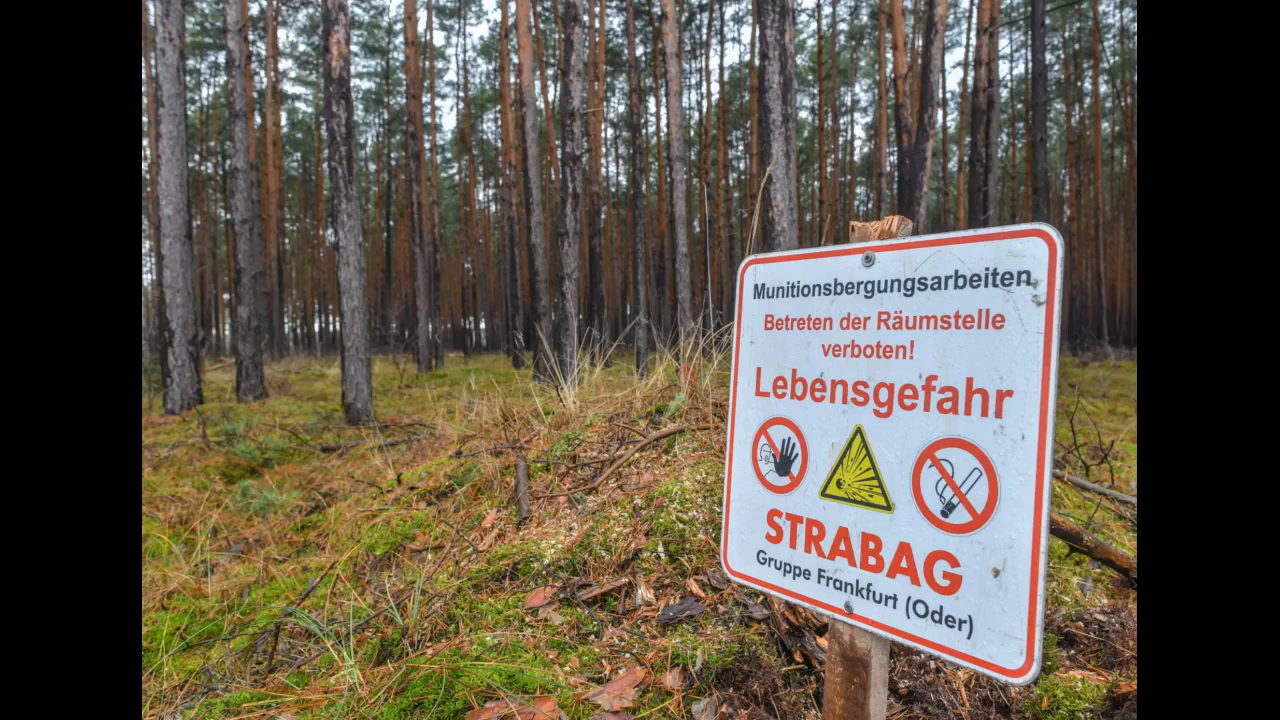 Munitionsbergungsarbeiten
Betreten der Räumstelle
verboten!
Lebensgefahr
STRABAG
Gruppe Frankfurt (Oder)